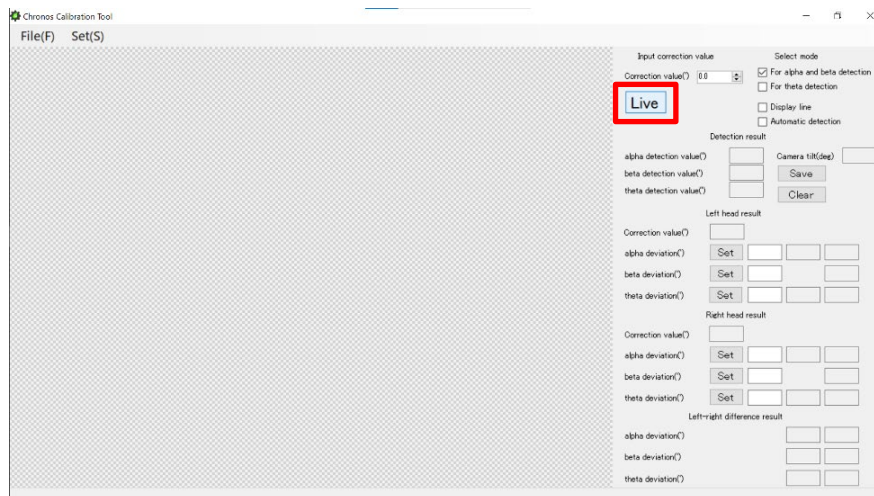 Chronos Calibration Tool
File(F) Set(S)
Input correction value
Select mode
Correction value(') 0.0
For alpha and beta detection
For theta detection
Live
Display line
Automatic detection
Detection result
alpha detection value(')
Camera tilt(deg)
beta detection value(')
Save
theta detection value(')
Clear
Left head result
Correction value(')
alpha deviation(') Set
beta deviation(') Set
theta deviation(') Set
Right head result
Correction value(')
alpha deviation(') Set
beta deviation(') Set
theta deviation(') Set
Left-right difference result
alpha deviation(')
beta deviation(')
theta deviation(')